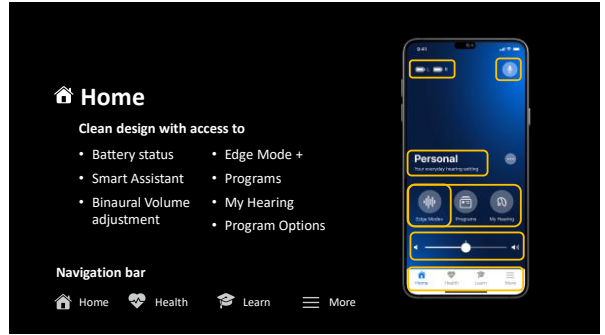 Home
Clean design with access to
• Battery status
• Smart Assistant
• Binaural Volume
adjustment
• Edge Mode +
• Programs
• My Hearing
• Program Options
Navigation bar
Home Health Learn More
9:41
L R
Personal
Your everyday hearing setting
Edge Mode+ Programs My Hearing
Home Health Learn More